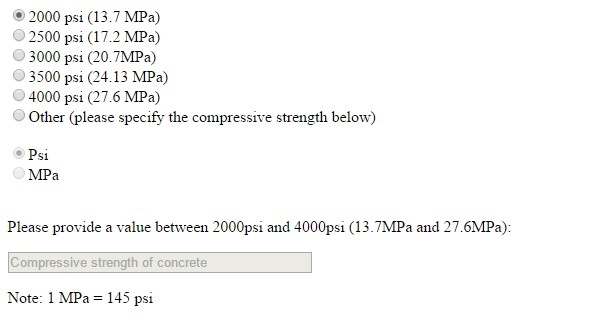 2000 psi (13.7 MPa)
2500 psi (17.2 MPa)
3000 psi (20.7MPa)
3500 psi (24.13 MPa)
4000 psi (27.6 MPa)
Other (please specify the compressive strength below)
Psi
MPa
Please provide a value between 2000psi and 4000psi (13.7MPa and 27.6MPa):
Compressive strength of concrete
Note: 1 MPa = 145 psi